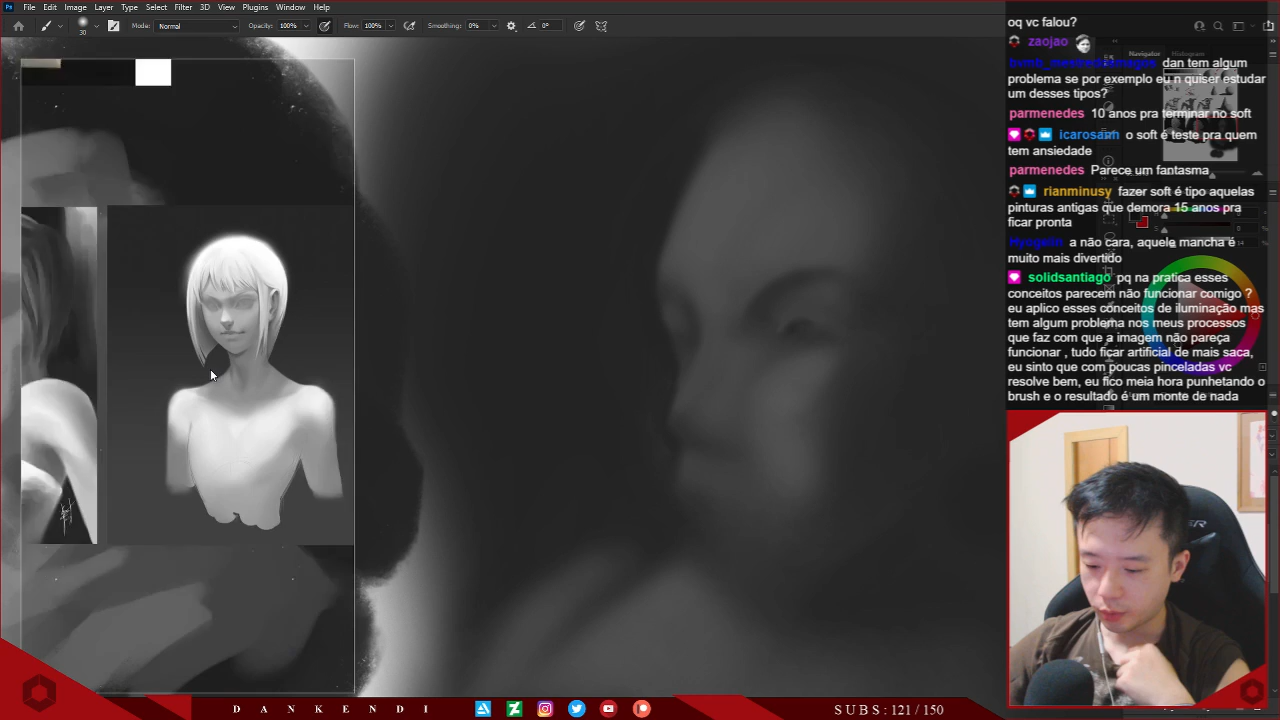 File Edit Image Layer Type Select Filter 3D View Plugins Window Help
30 Mode: Normal Opacity: 100% Flow: 100% Smoothing: 0% 0°
oq vc falou?
zaojao
dan tem algum
problema se por exemplo eu n quiser estudar
um desses tipos?
parmenedes 10 anos pra terminar no soft
icarosann o soft é teste pra quem
tem ansiedade
parmenedes Parece um fantasma
rianminusy fazer soft é tipo aquelas
pinturas antigas que demora 15 anos pra
ficar pronta
a não cara, aquele mancha é
muito mais divertido
solidsantiago pq na pratica esses
conceitos parecem não funcionar comigo ?
eu aplico esses conceitos de iluminação mas
tem algum problema nos meus processos
que faz com que a imagem não pareça
funcionar , tudo ficar artificial de mais saca,
eu sinto que com poucas pinceladas vc
resolve bem, eu fico meia hora punhetando o
brush e o resultado é um monte de nada
Navigator Histogram
DANKENDI
SUBS: 121 / 150